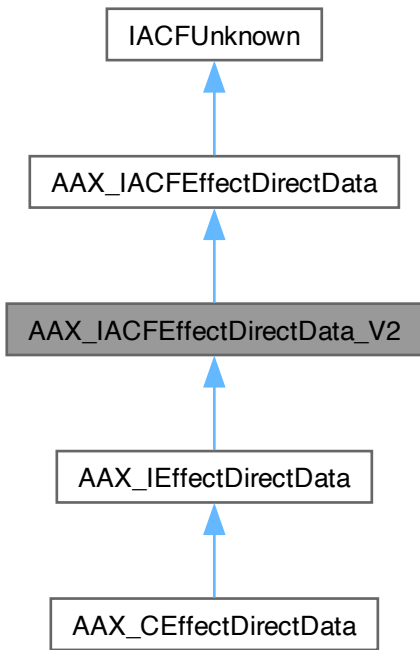 IACFUnknown
AAX_IACFEffectDirectData
AAX_IACFEffectDirectData_V2
AAX_IEffectDirectData
AAX_CEffectDirectData